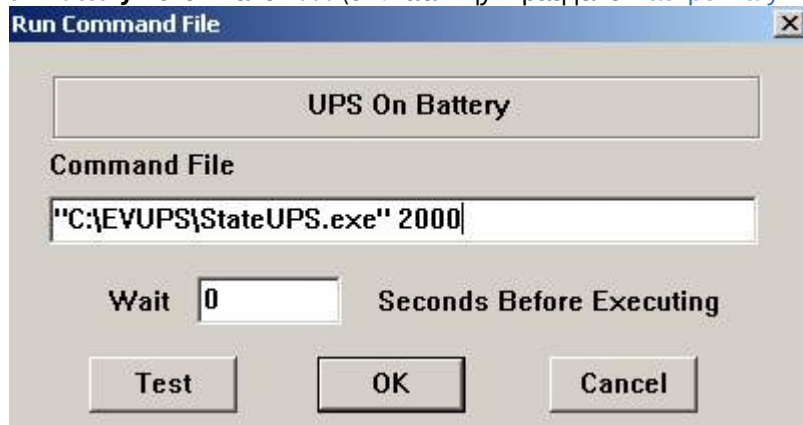 Run Command File
UPS On Battery
Command File
"C:\EVUPS\StateUPS.exe" 2000
Wait 0 Seconds Before Executing
Test OK Cancel